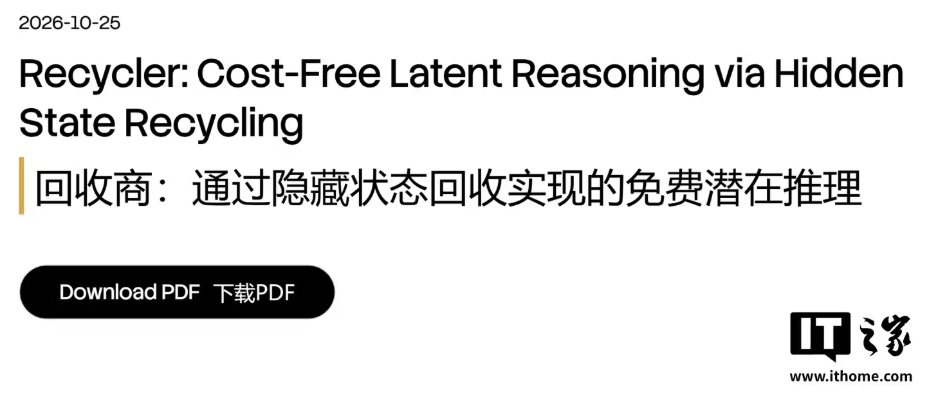 2026-10-25
Recycler: Cost-Free Latent Reasoning via Hidden
State Recycling
回收商：通过隐藏状态回收实现的免费潜在推理
Download PDF 下载PDF
IT之家
www.ithome.com